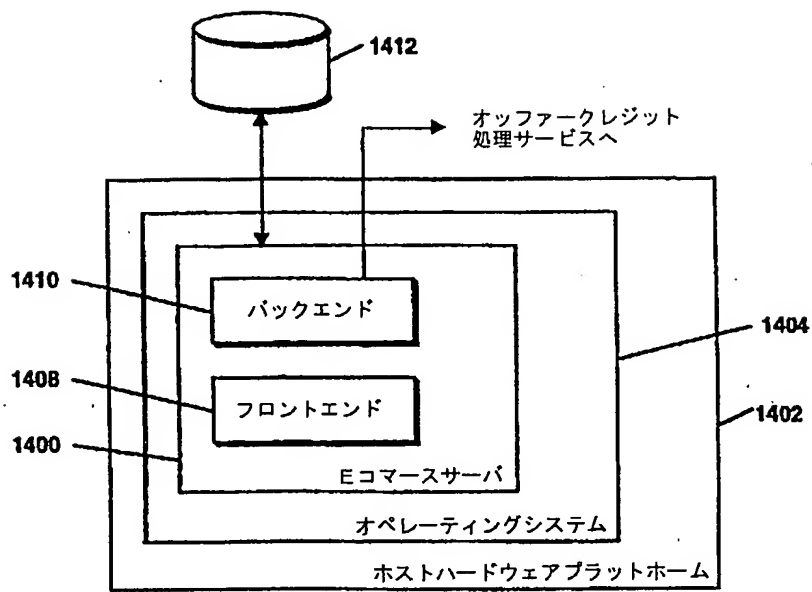 1412
オッファークレジット
処理サービスへ
1410
バックエンド
1404
1408
フロントエンド
1402
1400
Eコマースサーバ
オペレーティングシステム
ホストハードウェアプラットホーム